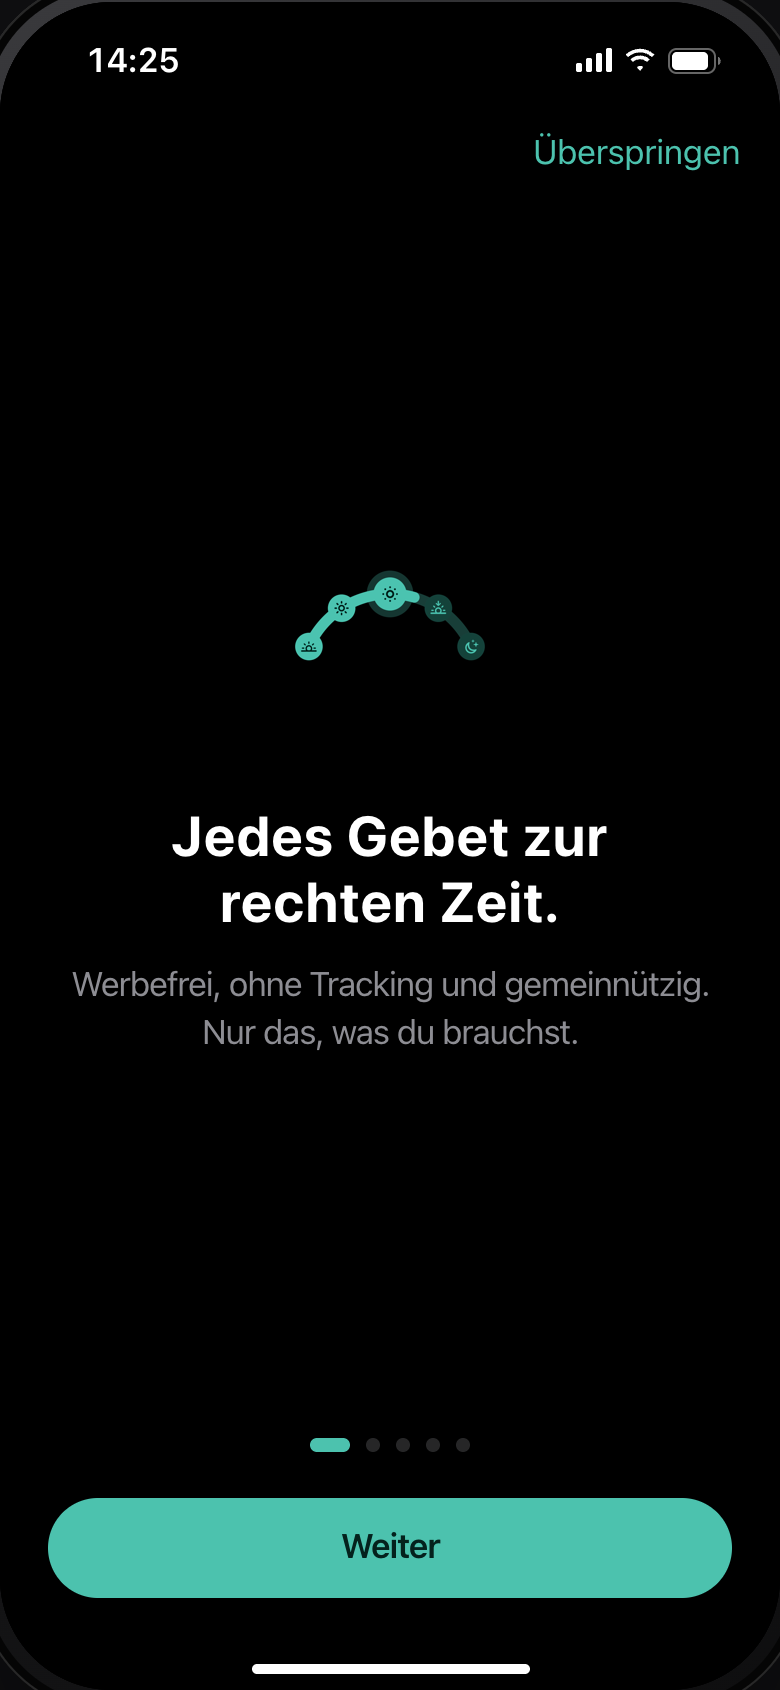 14:25
Überspringen
Jedes Gebet zur
rechten Zeit.
Werbefrei, ohne Tracking und gemeinnützig.
Nur das, was du brauchst.
Weiter